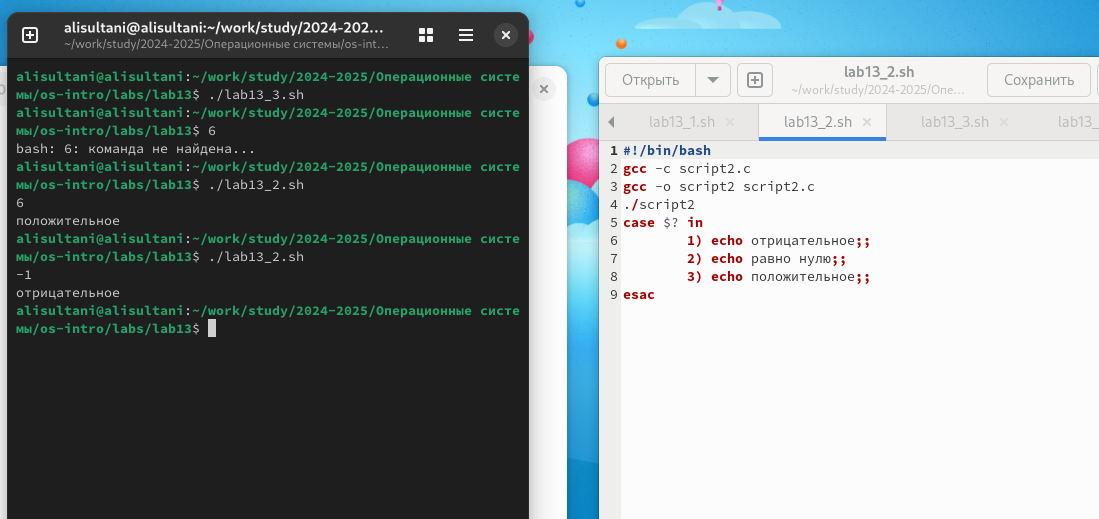 alisultani@alisultani:~/work/study/2024-202...
~/work/study/2024-2025/Операционные системы/os-int...
alisultani@alisultani:~/work/study/2024-2025/Операционные систе
мы/os-intro/labs/lab13$ ./lab13_3.sh
alisultani@alisultani:~/work/study/2024-2025/Операционные систе
мы/os-intro/labs/lab13$ 6
bash: 6: команда не найдена...
alisultani@alisultani:~/work/study/2024-2025/Операционные систе
мы/os-intro/labs/lab13$ ./lab13_2.sh
6
положительное
alisultani@alisultani:~/work/study/2024-2025/Операционные систе
мы/os-intro/labs/lab13$ ./lab13_2.sh
-1
отрицательное
alisultani@alisultani:~/work/study/2024-2025/Операционные систе
мы/os-intro/labs/lab13$
Открыть
lab13_2.sh
~/work/study/2024-2025/Опе...
Сохранить
lab13_1.sh
lab13_2.sh
lab13_3.sh
lab13_
1 #!/bin/bash
2 gcc -c script2.c
3 gcc -o script2 script2.c
4 ./script2
5 case $? in
6 1) echo отрицательное;;
7 2) echo равно нулю;;
8 3) echo положительное;;
9 esac